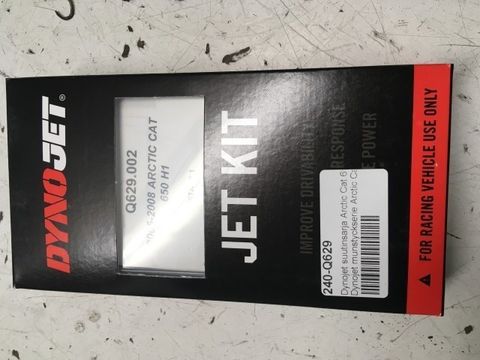 DYNOJET®
Q629.002
2008 ARCTIC CAT
650 H1
JET KIT
IMPROVE DRIVABILITY
RESPONSE
POWER
240-Q629
Dynojet suutinsarja Arctic Cat 6
Dynojet munstycksserie Arctic Ca
FOR RACING VEHICLE USE ONLY